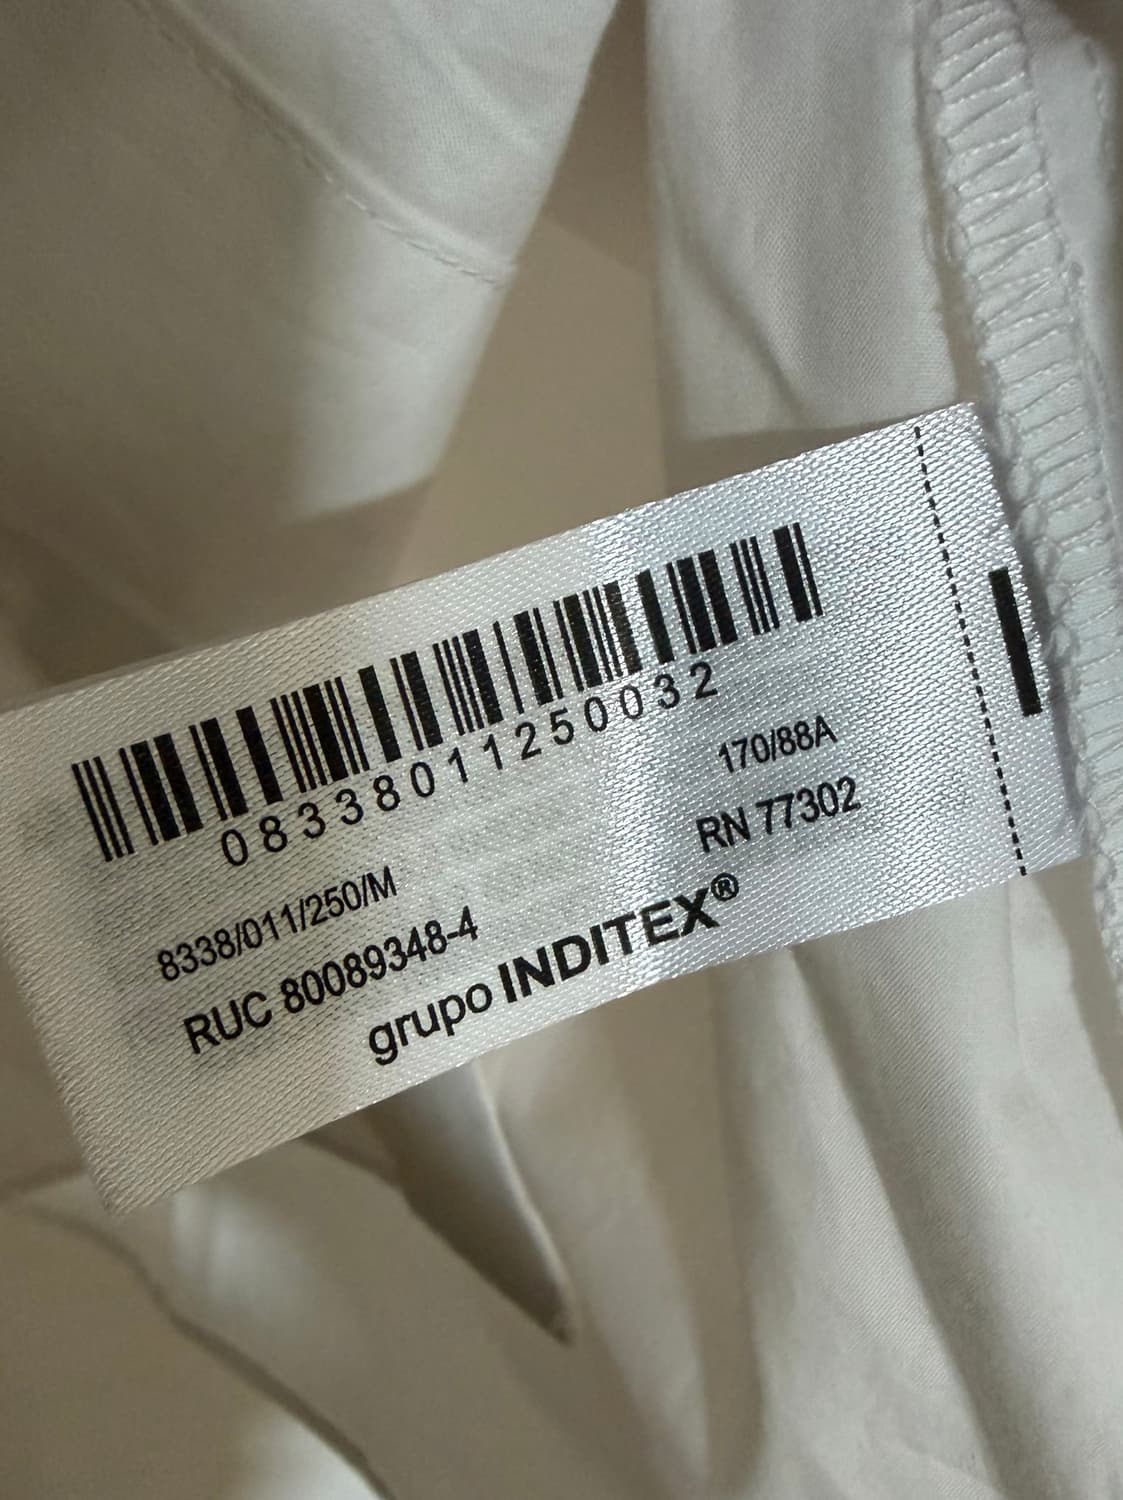 08338011250032
170/88A
8338/011/250/M
RN 77302
RUC 80089348-4
grupo INDITEX®